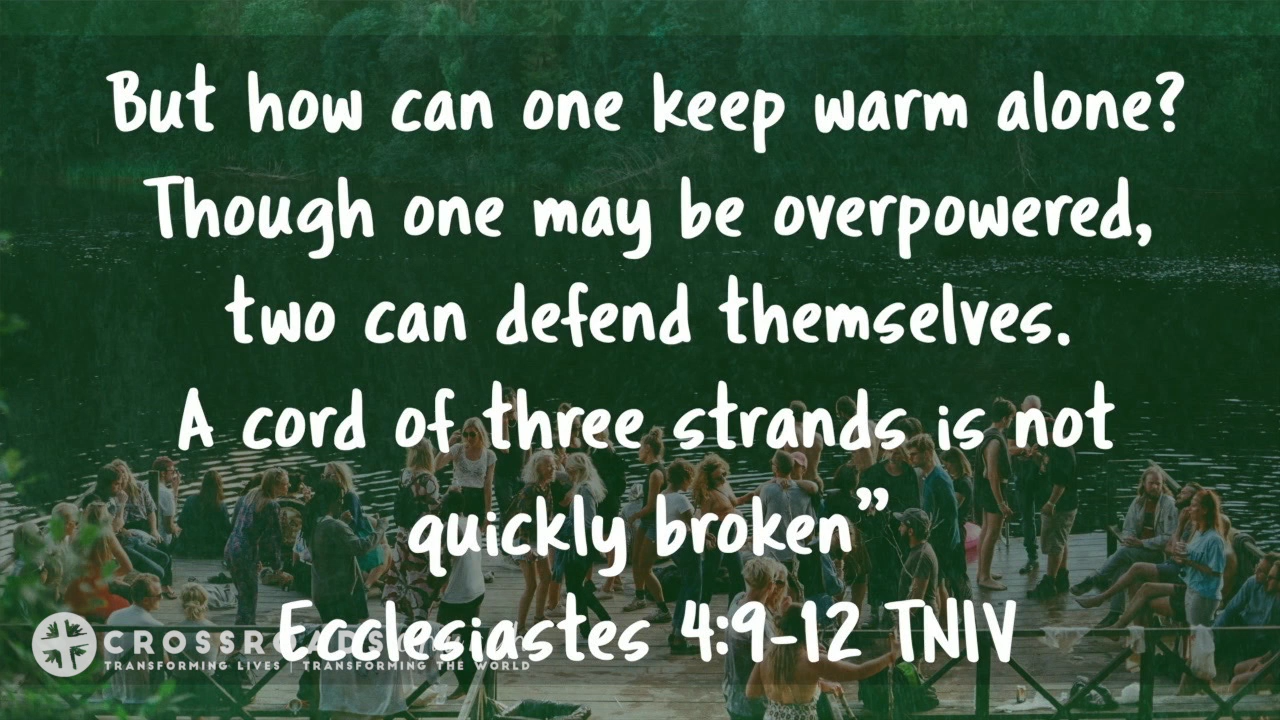 But how can one keep warm alone?
Though one may be overpowered,
two can defend themselves.
A cord of three strands is not
quickly broken”
Ecclesiastes 4:9-12 TNIV
CROSSROADS
TRANSFORMING LIVES | TRANSFORMING THE WORLD